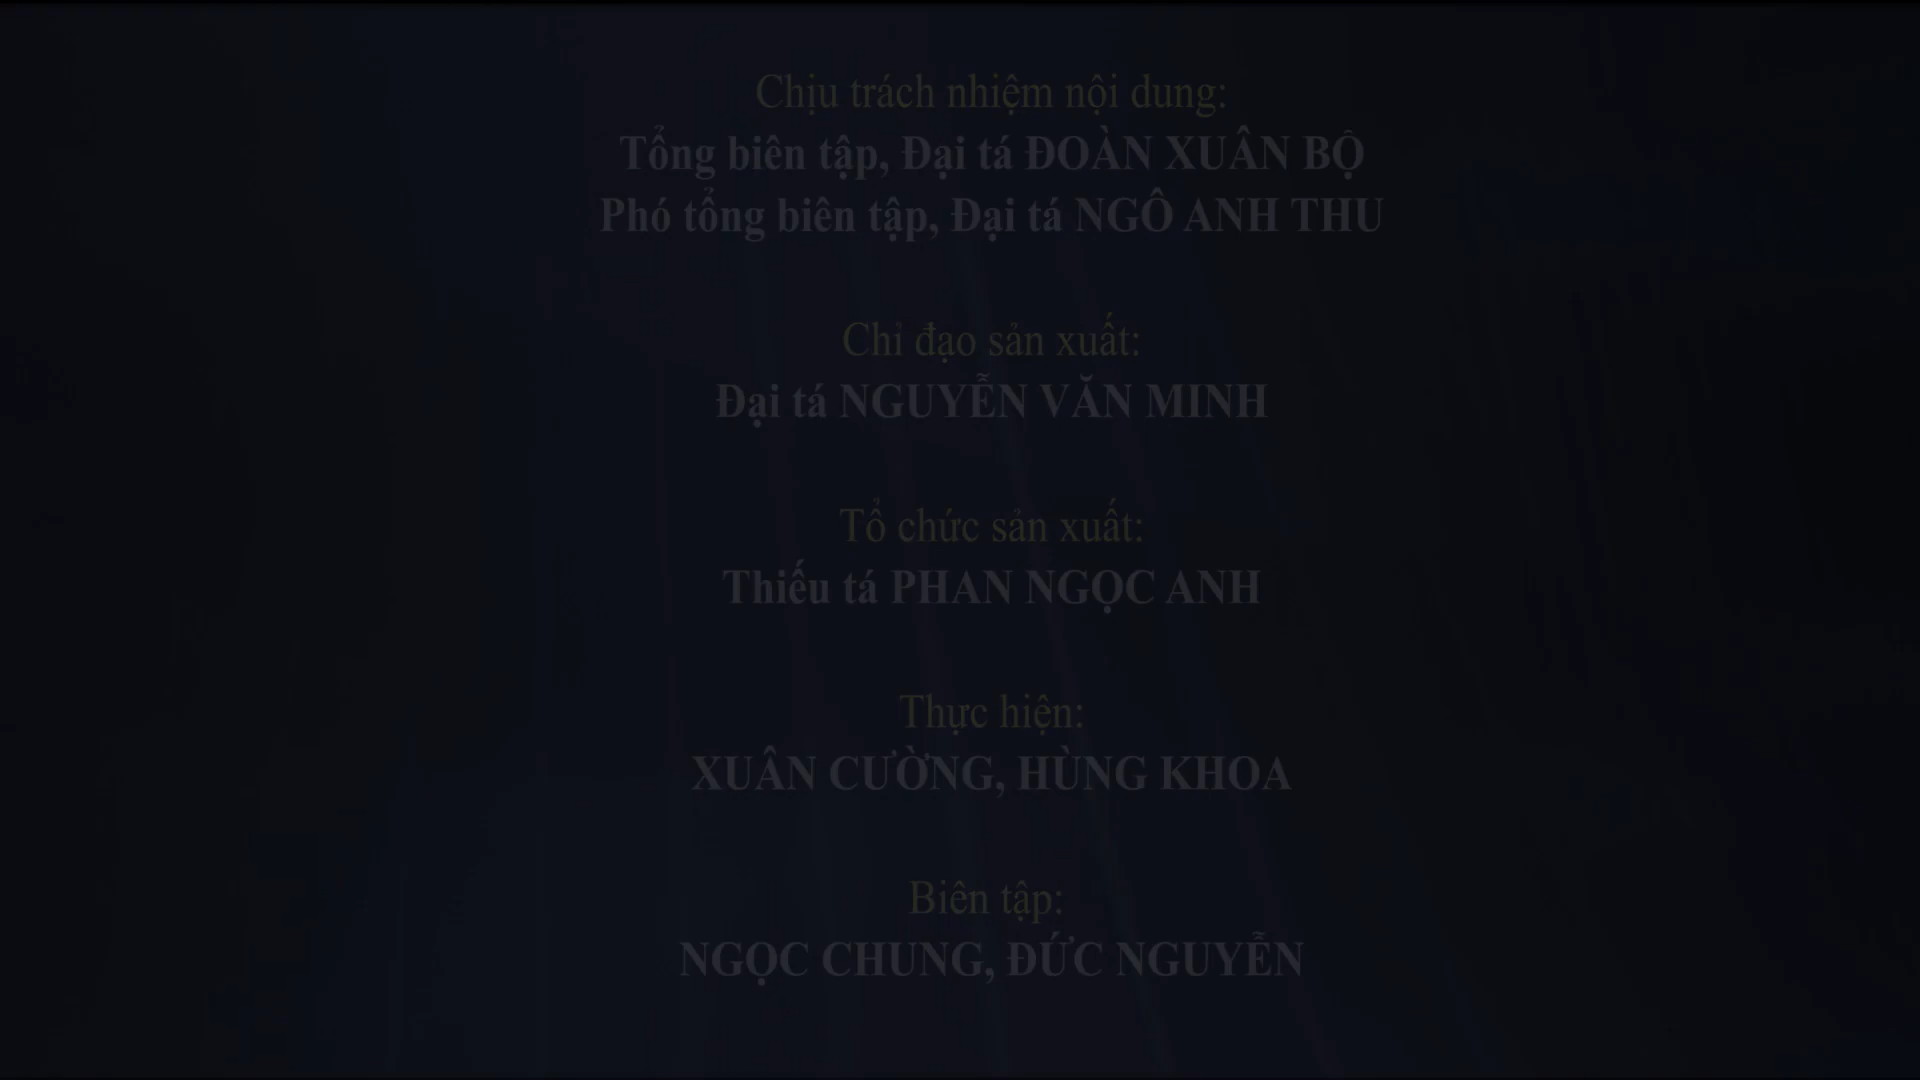 Chịu trách nhiệm nội dung:
Tổng biên tập, Đại tá ĐOÀN XUÂN BỘ
Phó tổng biên tập, Đại tá NGÔ ANH THU
Chỉ đạo sản xuất:
Đại tá NGUYỄN VĂN MINH
Tổ chức sản xuất:
Thiếu tá PHAN NGỌC ANH
Thực hiện:
XUÂN CƯỜNG, HÙNG KHOA
Biên tập:
NGỌC CHUNG, ĐỨC NGUYỄN